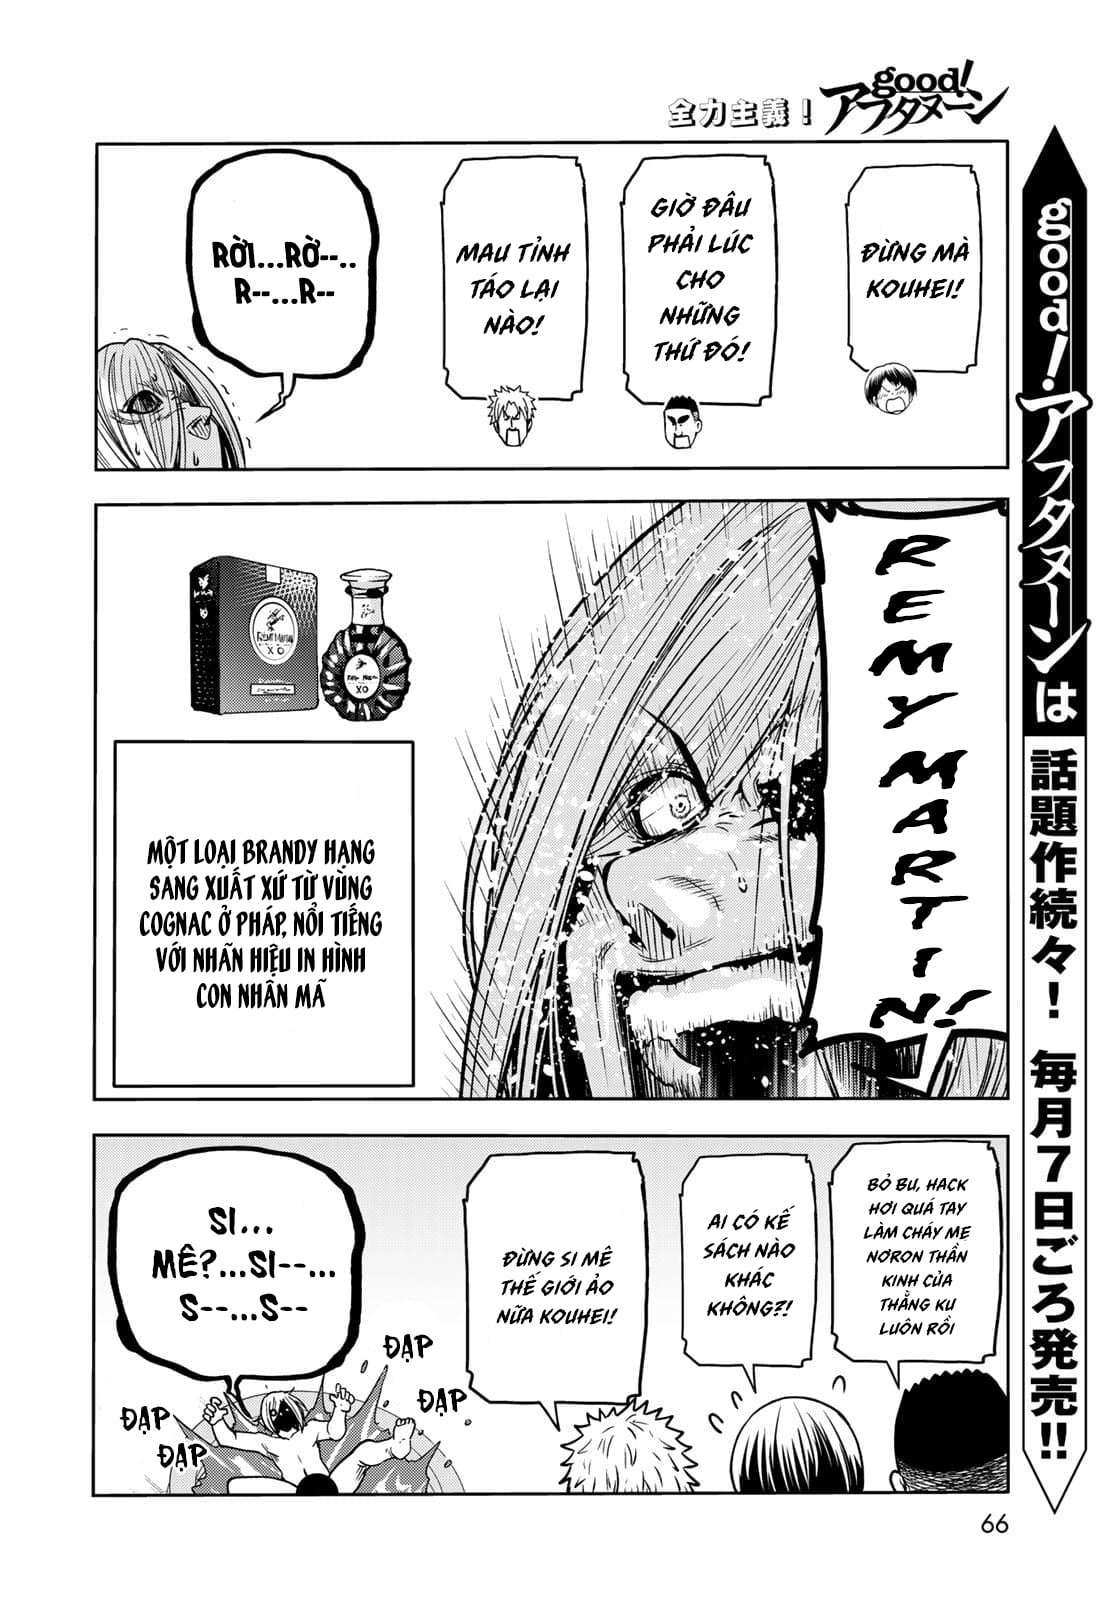 全力主義！
good!
アフタヌーン
ĐỪNG MÀ
KOUHEI!
GIỜ ĐÂU
PHẢI LÚC
CHO
NHỮNG
THỨ ĐÓ!
MAU TỈNH
TÁO LẠI
NÀO!
RỜI...RỜ--..
R--...R--
REMY MARTIN!
RÉMY MARTIN
XO
XO
MỘT LOẠI BRANDY HẠNG
SANG XUẤT XỨ TỪ VÙNG
COGNAC Ở PHÁP, NỔI TIẾNG
VỚI NHÃN HIỆU IN HÌNH
CON NHÂN MÃ
BỎ BU, HACK
HƠI QUÁ TAY
LÀM CHÁY MẸ
NƠRON THẦN
KINH CỦA
THẰNG KU
LUÔN RỒI
AI CÓ KẾ
SÁCH NÀO
KHÁC
KHÔNG?!
ĐỪNG SI MÊ
THẾ GIỚI ẢO
NỮA KOUHEI!
SI...
MÊ?...SI--...
S--...S--
ĐẠP
ĐẠP
ĐẠP
ĐẠP
good!アフタヌーンは
話題作続々！ 毎月7日ごろ発売!!
66